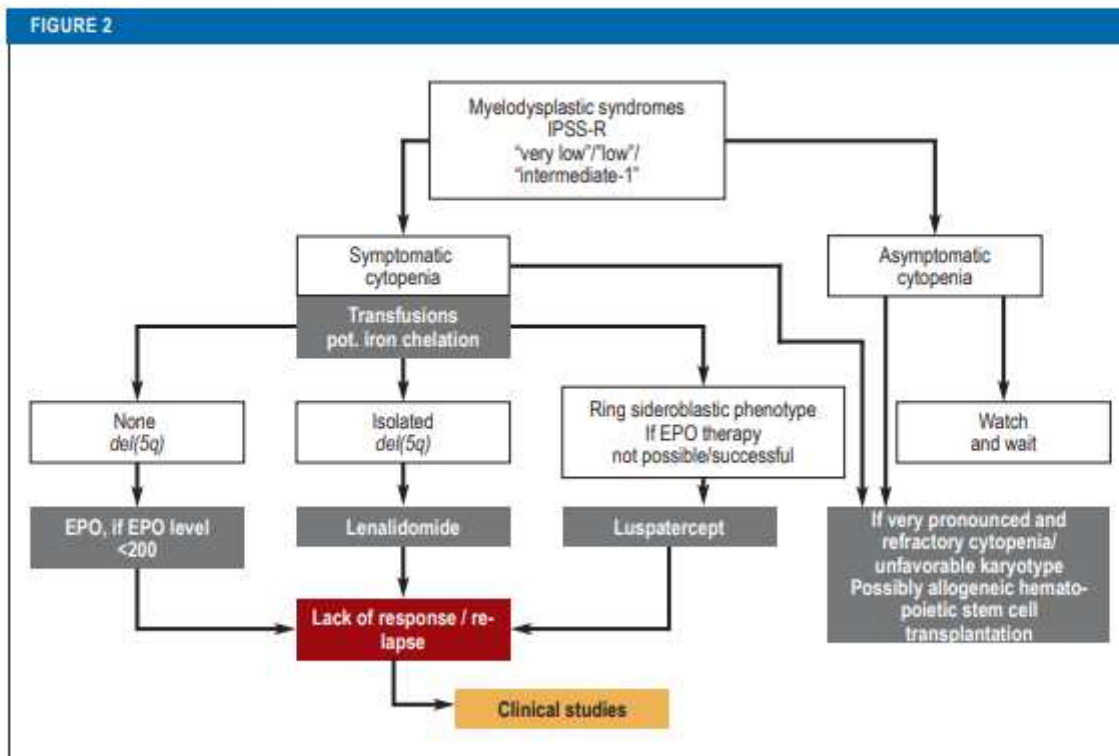 FIGURE 2
Myelodysplastic syndromes
IPSS-R
“very low”/”low”/
“intermediate-1”
Symptomatic
cytopenia
Asymptomatic
cytopenia
Transfusions
pot. iron chelation
None
del(5q)
Isolated
del(5q)
Ring sideroblastic phenotype
If EPO therapy
not possible/successful
Watch
and wait
EPO, if EPO level
<200
Lenalidomide
Luspatercept
If very pronounced and
refractory cytopenia/
unfavorable karyotype
Possibly allogeneic hemato-
poietic stem cell
transplantation
Lack of response / re-
lapse
Clinical studies